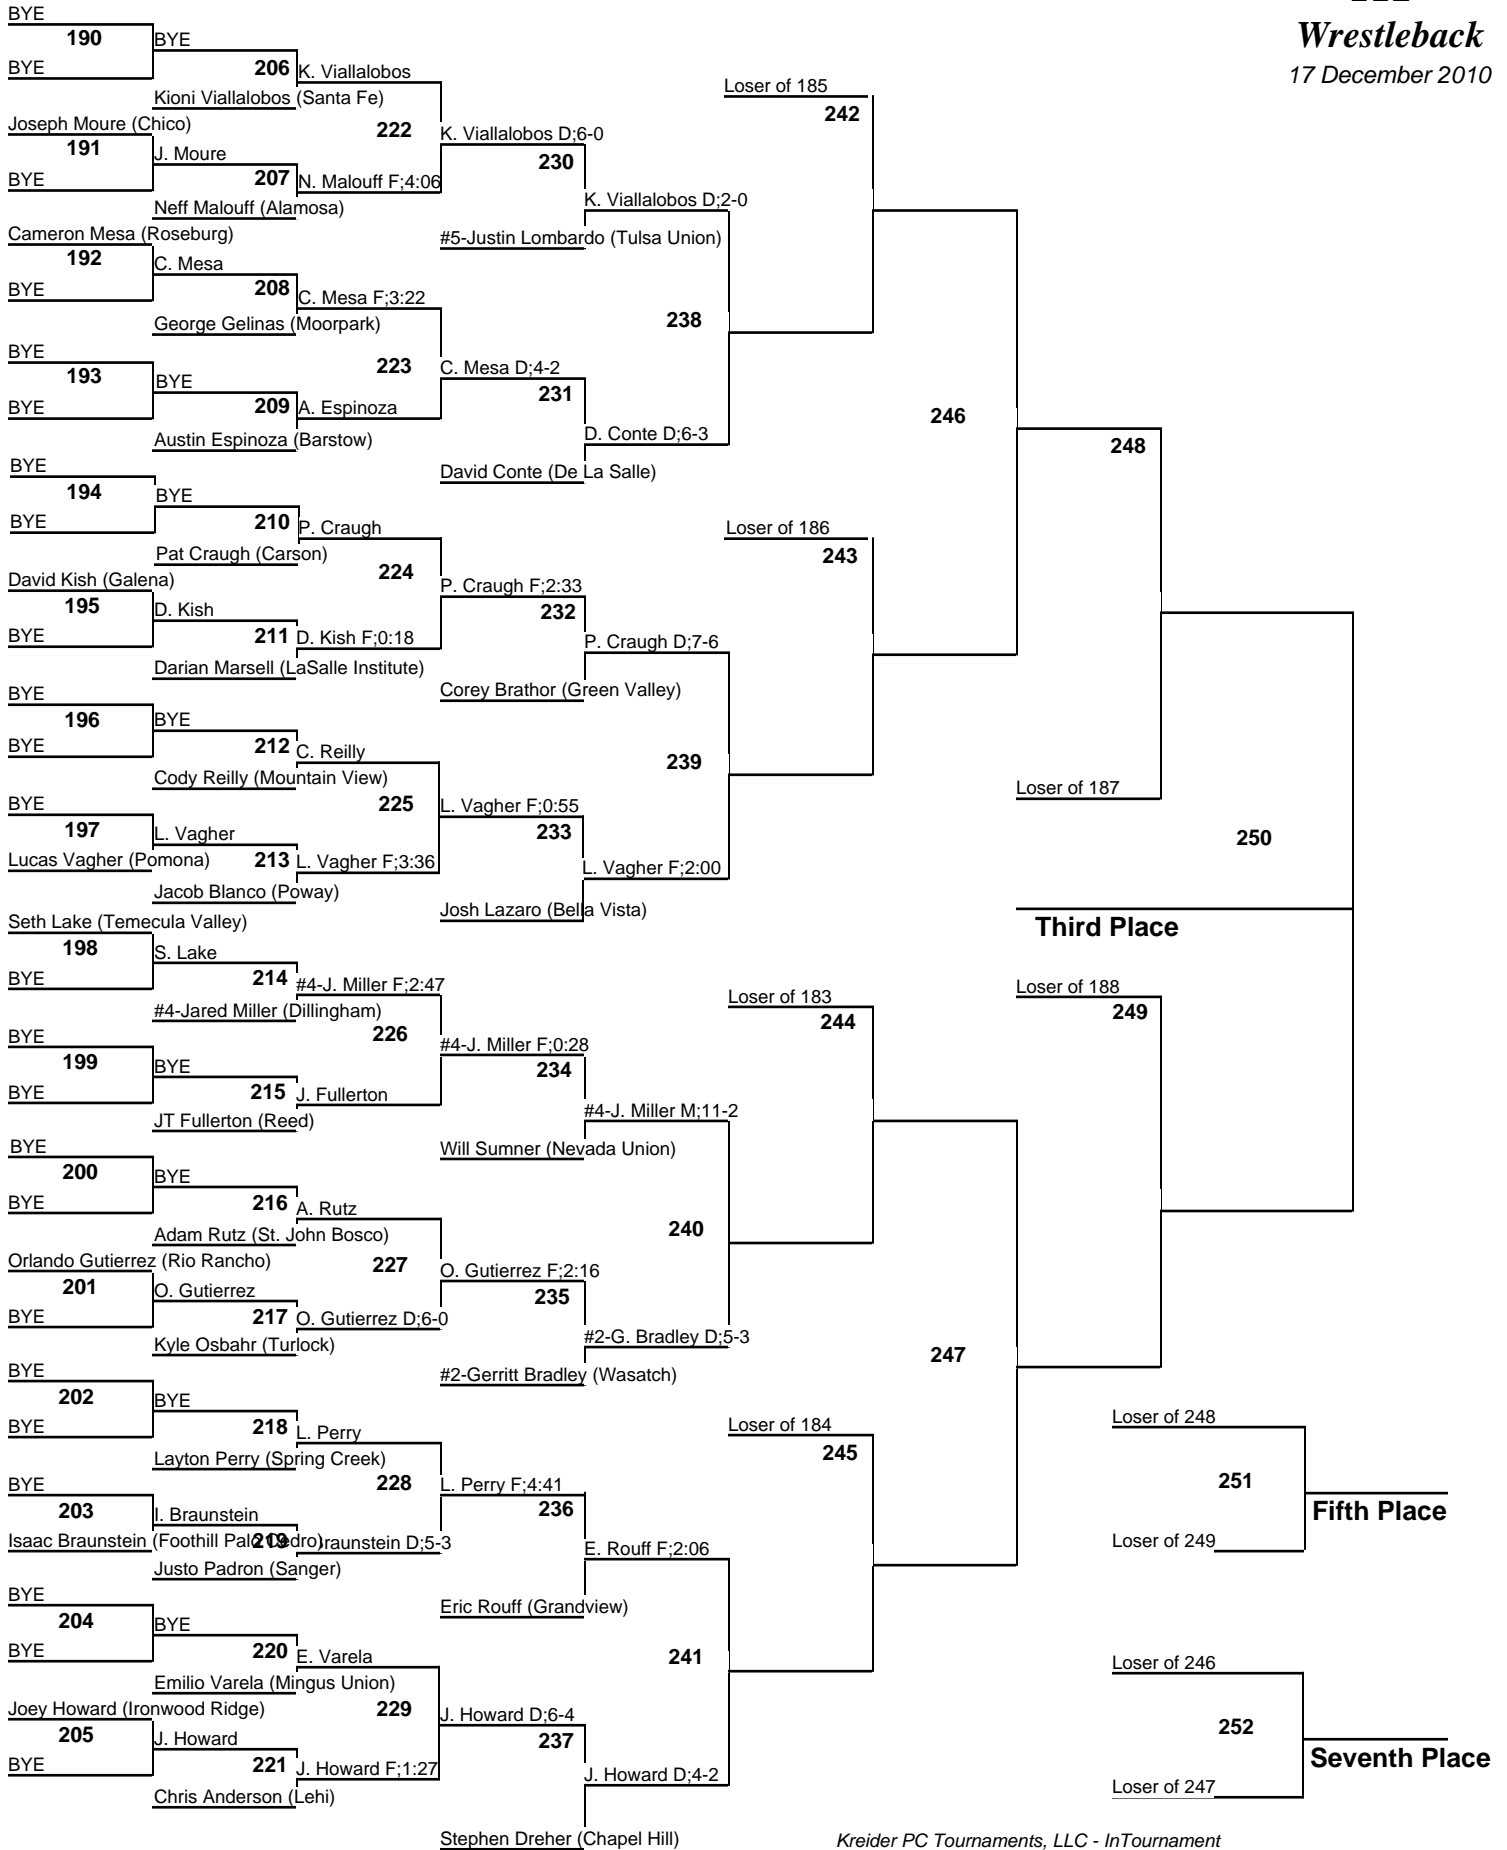 Wrestleback
17 December 2010
BYE
190
BYE
BYE
206
K. Viallalobos
Kioni Viallalobos (Santa Fe)
Joseph Moure (Chico)
191
BYE
J. Moure
207
N. Malouff F;4:06
Neff Malouff (Alamosa)
222
K. Viallalobos D;6-0
230
K. Viallalobos D;2-0
#5-Justin Lombardo (Tulsa Union)
Cameron Mesa (Roseburg)
192
BYE
C. Mesa
208
C. Mesa F;3:22
George Gelinas (Moorpark)
BYE
193
BYE
BYE
209
A. Espinoza
Austin Espinoza (Barstow)
223
C. Mesa D;4-2
231
D. Conte D;6-3
David Conte (De La Salle)
238
Loser of 185
242
BYE
194
BYE
BYE
210
P. Craugh
Pat Craugh (Carson)
David Kish (Galena)
195
BYE
D. Kish
211
D. Kish F;0:18
Darian Marsell (LaSalle Institute)
224
P. Craugh F;2:33
232
P. Craugh D;7-6
Corey Brathor (Green Valley)
BYE
196
BYE
BYE
212
C. Reilly
Cody Reilly (Mountain View)
BYE
197
Lucas Vagher (Pomona)
L. Vagher
213
L. Vagher F;3:36
Jacob Blanco (Poway)
225
L. Vagher F;0:55
233
L. Vagher F;2:00
Josh Lazaro (Bella Vista)
239
Loser of 186
243
246
248
Loser of 187
250
Third Place
Seth Lake (Temecula Valley)
198
BYE
S. Lake
214
#4-J. Miller F;2:47
#4-Jared Miller (Dillingham)
BYE
199
BYE
BYE
215
J. Fullerton
JT Fullerton (Reed)
226
#4-J. Miller F;0:28
234
#4-J. Miller M;11-2
Will Sumner (Nevada Union)
BYE
200
BYE
BYE
216
A. Rutz
Adam Rutz (St. John Bosco)
Orlando Gutierrez (Rio Rancho)
201
BYE
O. Gutierrez
217
O. Gutierrez D;6-0
Kyle Osbahr (Turlock)
227
O. Gutierrez F;2:16
235
#2-G. Bradley D;5-3
#2-Gerritt Bradley (Wasatch)
240
Loser of 183
244
BYE
202
BYE
BYE
218
L. Perry
Layton Perry (Spring Creek)
BYE
203
Isaac Braunstein (Foothill Palo Cedro)
I. Braunstein
219
raunstein D;5-3
Justo Padron (Sanger)
228
L. Perry F;4:41
236
E. Rouff F;2:06
Eric Rouff (Grandview)
BYE
204
BYE
BYE
220
E. Varela
Emilio Varela (Mingus Union)
Joey Howard (Ironwood Ridge)
205
BYE
J. Howard
221
J. Howard F;1:27
Chris Anderson (Lehi)
229
J. Howard D;6-4
237
J. Howard D;4-2
Stephen Dreher (Chapel Hill)
241
Loser of 184
245
247
Loser of 188
249
Loser of 248
251
Loser of 249
Fifth Place
Loser of 246
252
Loser of 247
Seventh Place
Kreider PC Tournaments, LLC - InTournament